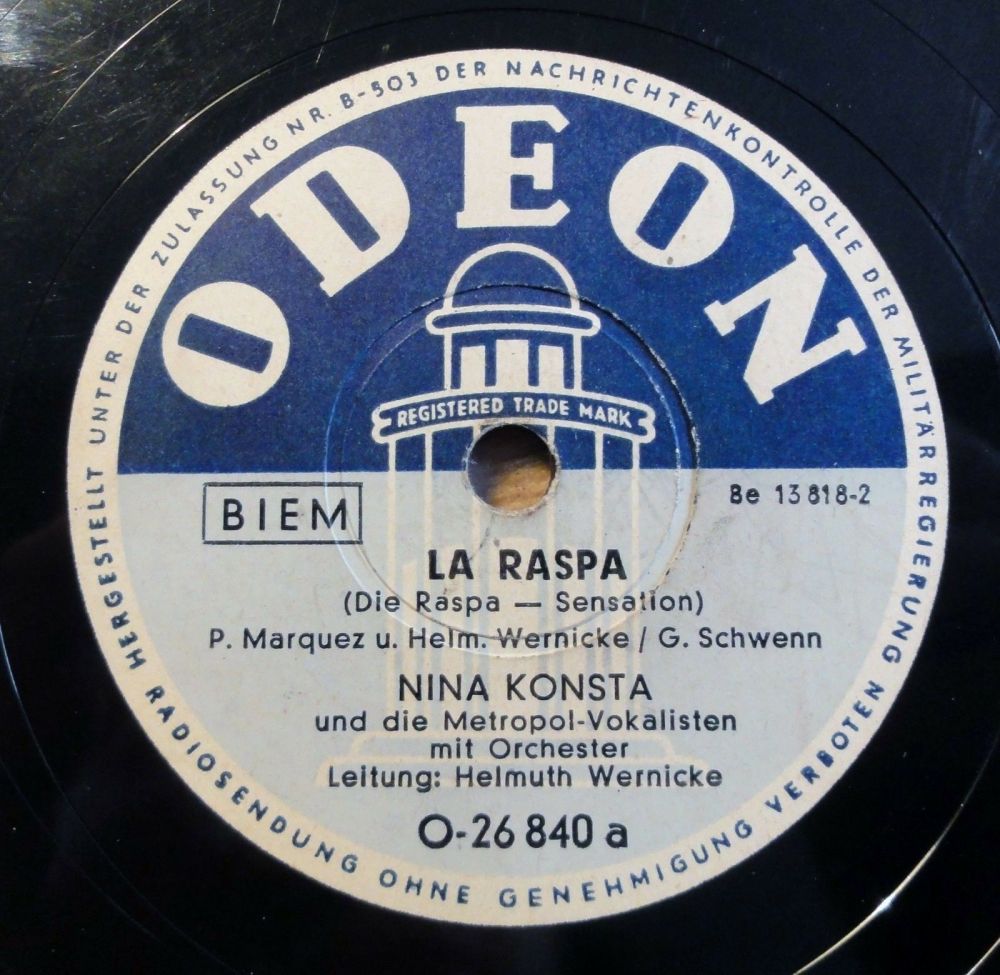 HERGESTELLT UNTER DER ZULASSUNG NR. B-503 DER NACHRICHTENKONTROLLE DER MILITÄRREGIERUNG
RADIOSENDUNG OHNE GENEHMIGUNG VERBOTEN
ODEON
REGISTERED TRADE MARK
BIEM
Be 13 818-2
LA RASPA
(Die Raspa — Sensation)
P. Marquez u. Helm. Wernicke / G. Schwenn
NINA KONSTA
und die Metropol-Vokalisten
mit Orchester
Leitung: Helmuth Wernicke
O-26 840 a